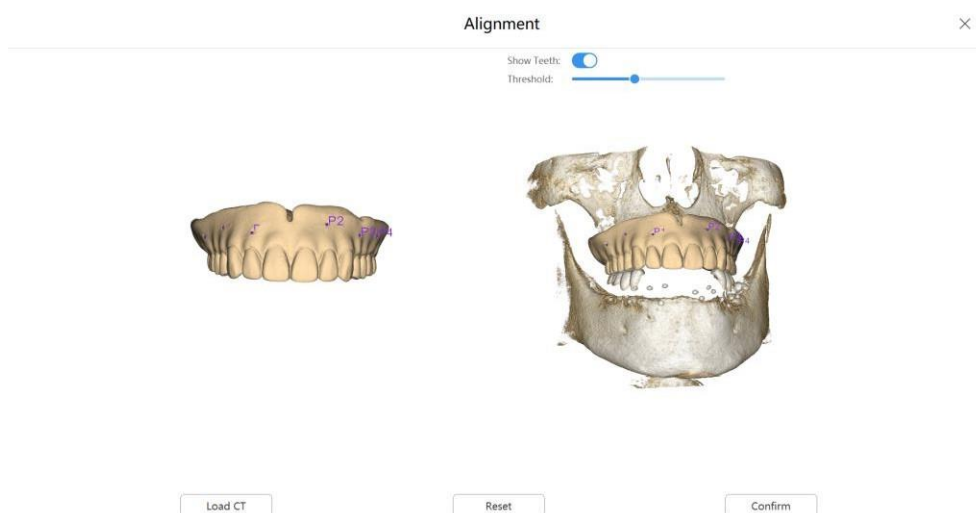 Alignment
Show Teeth:
Threshold:
P2
Load CT
Reset
Confirm